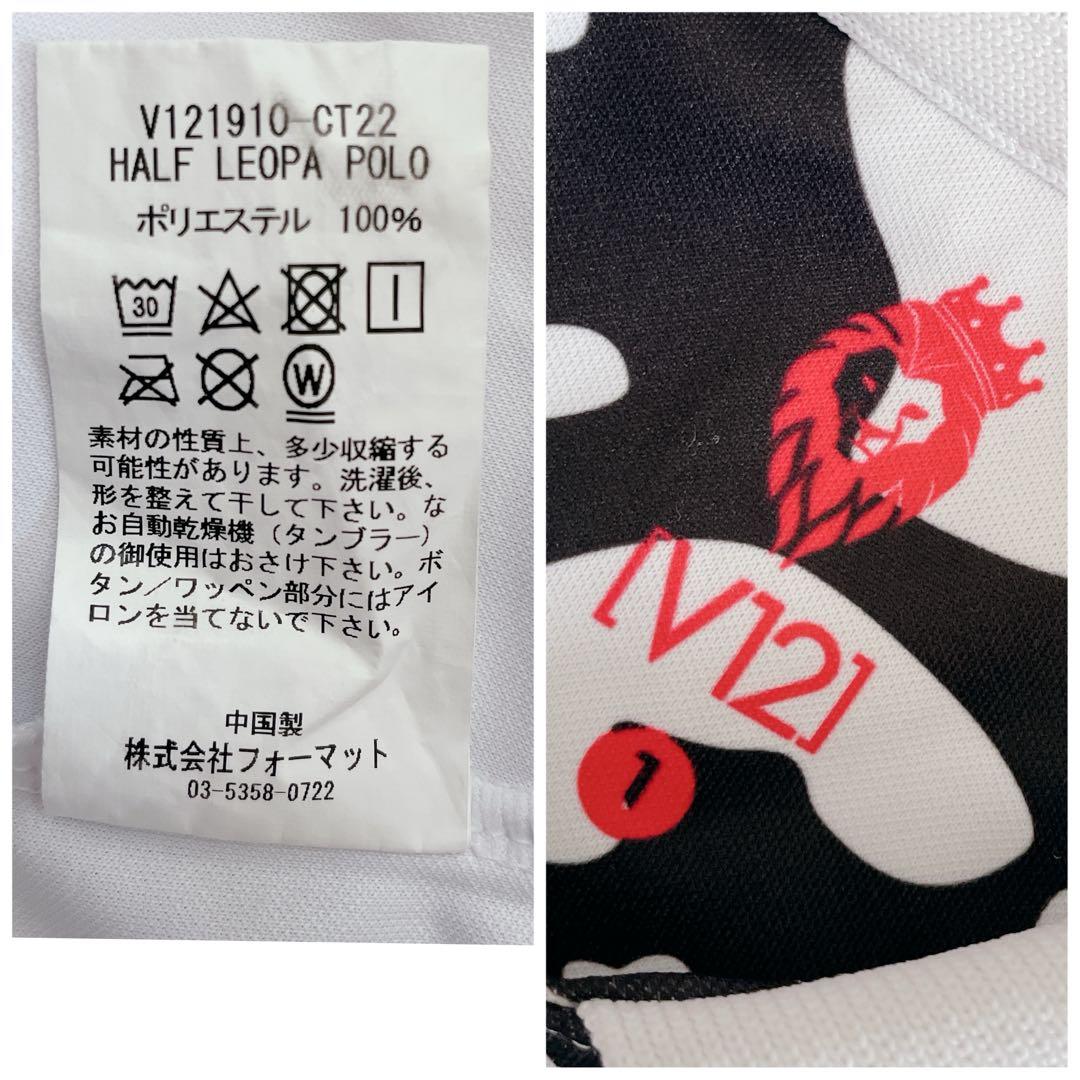 V121910-CT22
HALF LEOPA POLO
ポリエステル 100%
30
W
素材の性質上、多少収縮する
可能性があります。洗濯後、
形を整えて干して下さい。な
お自動乾燥機(タンブラー)
の御使用はおさけ下さい。ボ
タン/ワッペン部分にはアイ
ロンを当てないで下さい。
中国製
株式会社フォーマット
03-5358-0722
[V12]
1